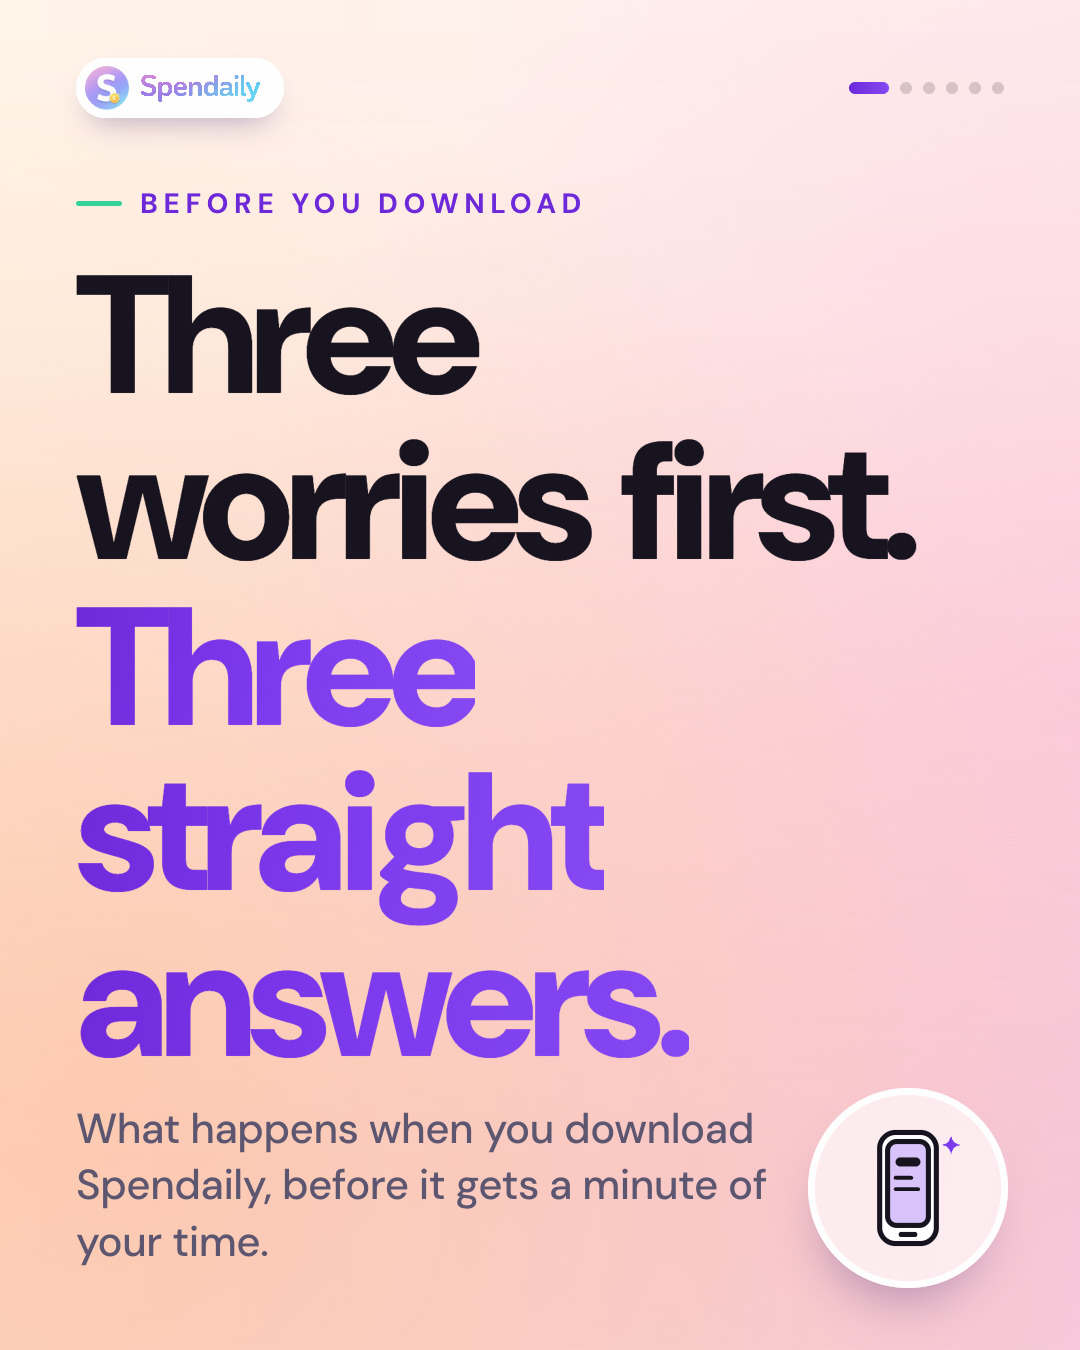 Spendaily
BEFORE YOU DOWNLOAD
Three
worries first.
Three
straight
answers.
What happens when you download
Spendaily, before it gets a minute of
your time.